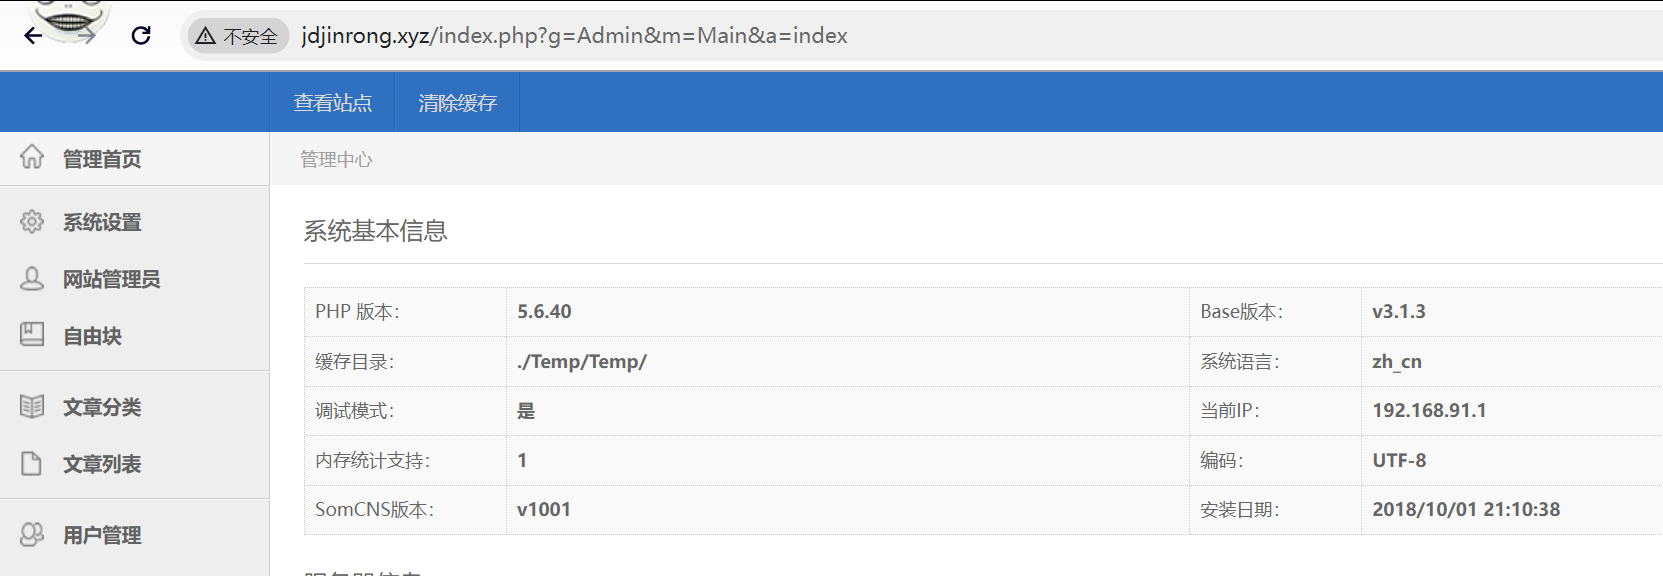 不安全 jdjinrong.xyz/index.php?g=Admin&m=Main&a=index
查看站点 清除缓存
管理首页
管理中心
系统设置
网站管理员
自由块
文章分类
文章列表
用户管理
系统基本信息
PHP 版本： 5.6.40 Base版本： v3.1.3
缓存目录： ./Temp/Temp/ 系统语言： zh_cn
调试模式： 是 当前IP： 192.168.91.1
内存统计支持： 1 编码： UTF-8
SomCNS版本： v1001 安装日期： 2018/10/01 21:10:38